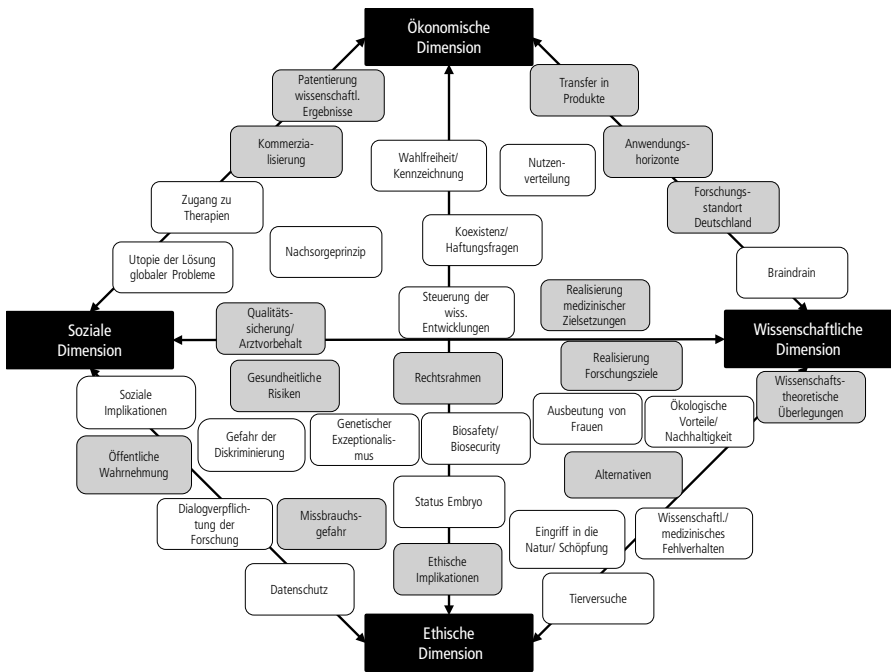 Ökonomische
Dimension
Patentierung
wissenschaftl.
Ergebnisse
Transfer in
Produkte
Kommerzia-
lisierung
Wahlfreiheit/
Kennzeichnung
Nutzen-
verteilung
Anwendungs-
horizonte
Zugang zu
Therapien
Forschungs-
standort
Deutschland
Koexistenz/
Haftungsfragen
Nachsorgeprinzip
Utopie der Lösung
globaler Probleme
Braindrain
Steuerung der
wiss.
Entwicklungen
Realisierung
medizinischer
Zielsetzungen
Soziale
Dimension
Qualitäts-
sicherung/
Arztvorbehalt
Wissenschaftliche
Dimension
Gesundheitliche
Risiken
Rechtsrahmen
Realisierung
Forschungsziele
Wissenschafts-
theoretische
Überlegungen
Soziale
Implikationen
Ausbeutung von
Frauen
Ökologische
Vorteile/
Nachhaltigkeit
Gefahr der
Diskriminierung
Genetischer
Exzeptionalis-
mus
Biosafety/
Biosecurity
Öffentliche
Wahrnehmung
Alternativen
Status Embryo
Dialogverpflich-
tung der
Forschung
Missbrauchs-
gefahr
Eingriff in die
Natur/ Schöpfung
Wissenschaftl./
medizinisches
Fehlverhalten
Ethische
Implikationen
Datenschutz
Tierversuche
Ethische
Dimension